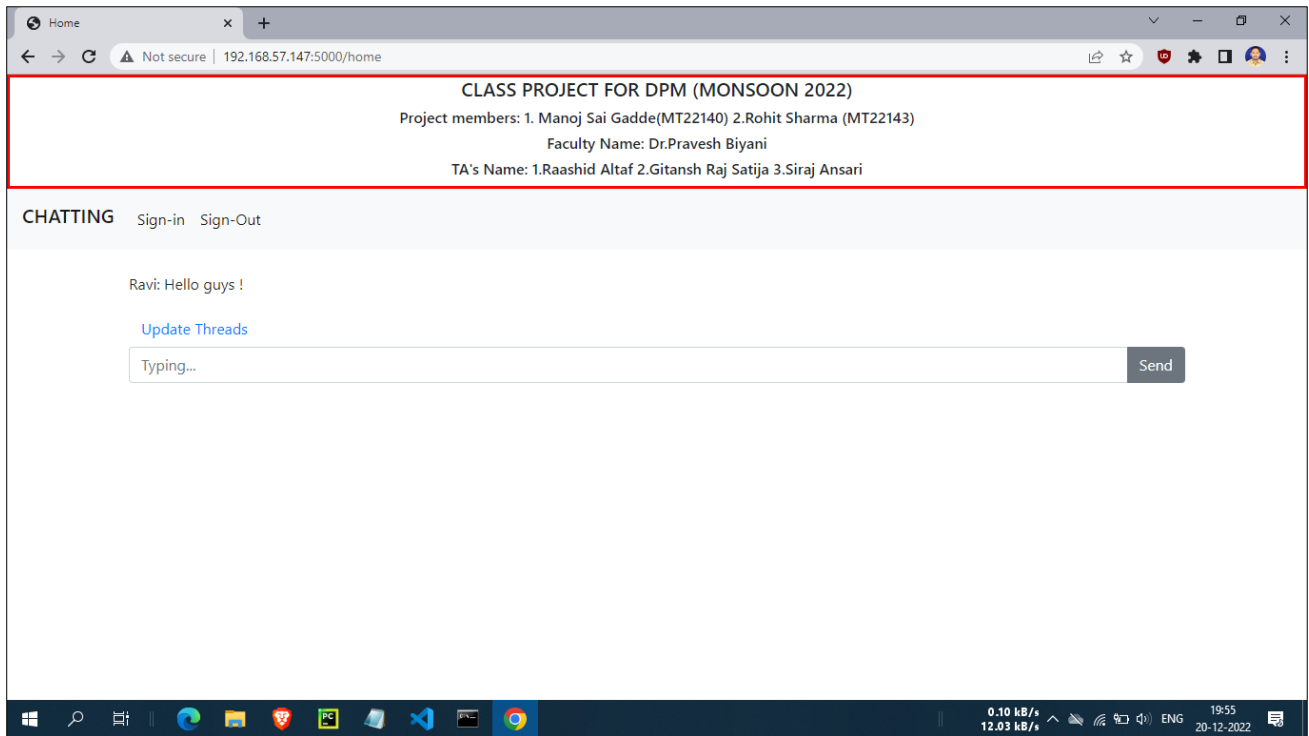 Home
Not secure | 192.168.57.147:5000/home
CLASS PROJECT FOR DPM (MONSOON 2022)
Project members: 1. Manoj Sai Gadde(MT22140) 2.Rohit Sharma (MT22143)
Faculty Name: Dr.Pravesh Biyani
TA's Name: 1.Raashid Altaf 2.Gitansh Raj Satija 3.Siraj Ansari
CHATTING Sign-in Sign-Out
Ravi: Hello guys !
Update Threads
Typing... Send
0.10 kB/s
12.03 kB/s
ENG
19:55
20-12-2022